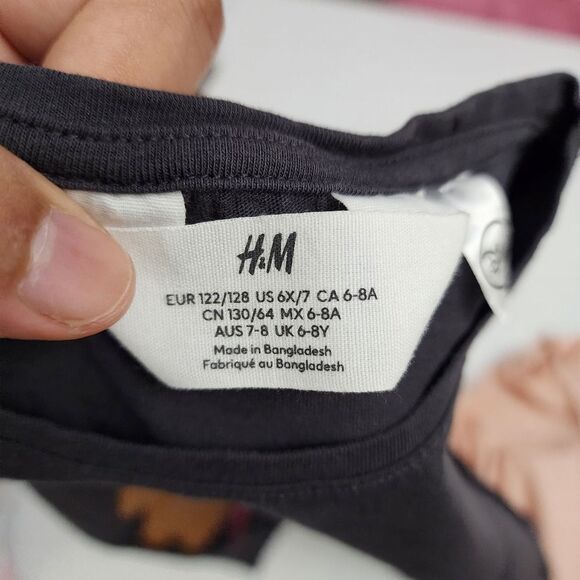 H&M
EUR 122/128 US 6X/7 CA 6-8A
CN 130/64 MX 6-8A
AUS 7-8 UK 6-8Y
Made in Bangladesh
Fabriqué au Bangladesh